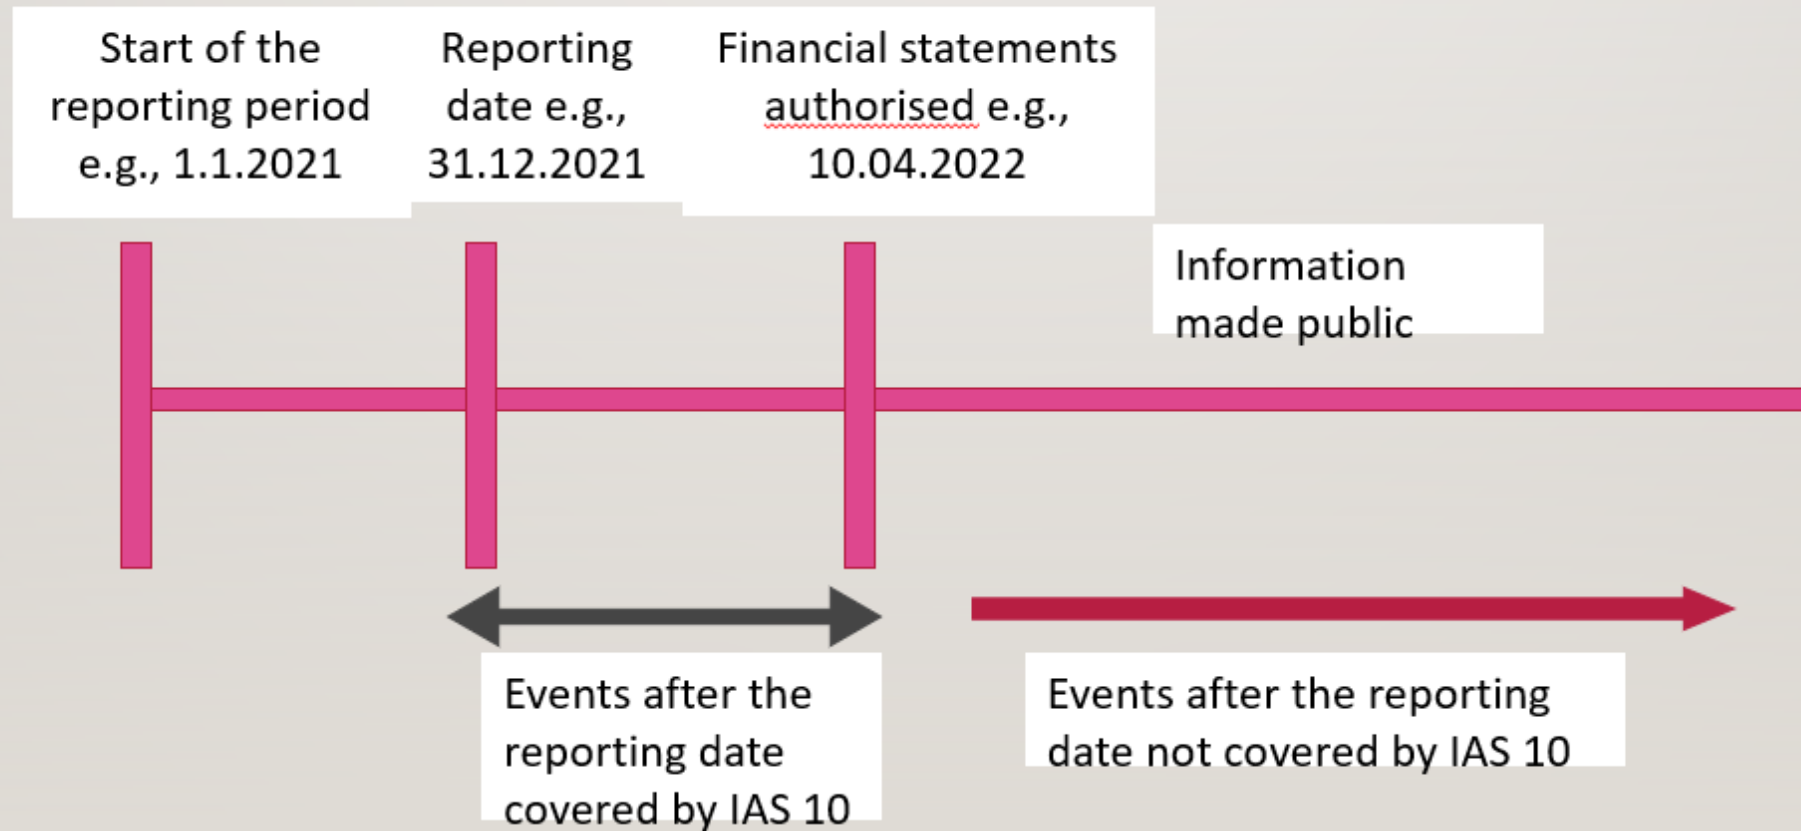 Start of the
reporting period
e.g., 1.1.2021
Reporting
date e.g.,
31.12.2021
Financial statements
authorised e.g.,
10.04.2022
Information
made public
Events after the
reporting date
covered by IAS 10
Events after the reporting
date not covered by IAS 10